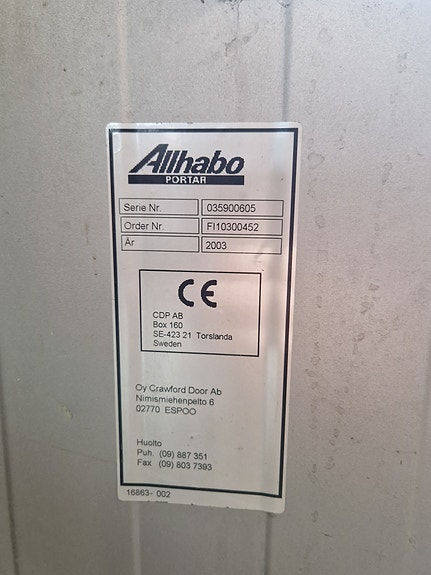 Allhabo
PORTAR
Serie Nr. 035900605
Order Nr. FI10300452
År 2003
CE
CDP AB
Box 160
SE-423 21 Torslanda
Sweden
Oy Crawford Door Ab
Nimismiehenpelto 6
02770 ESPOO
Huolto
Puh. (09) 887 351
Fax (09) 803 7393
16863- 002